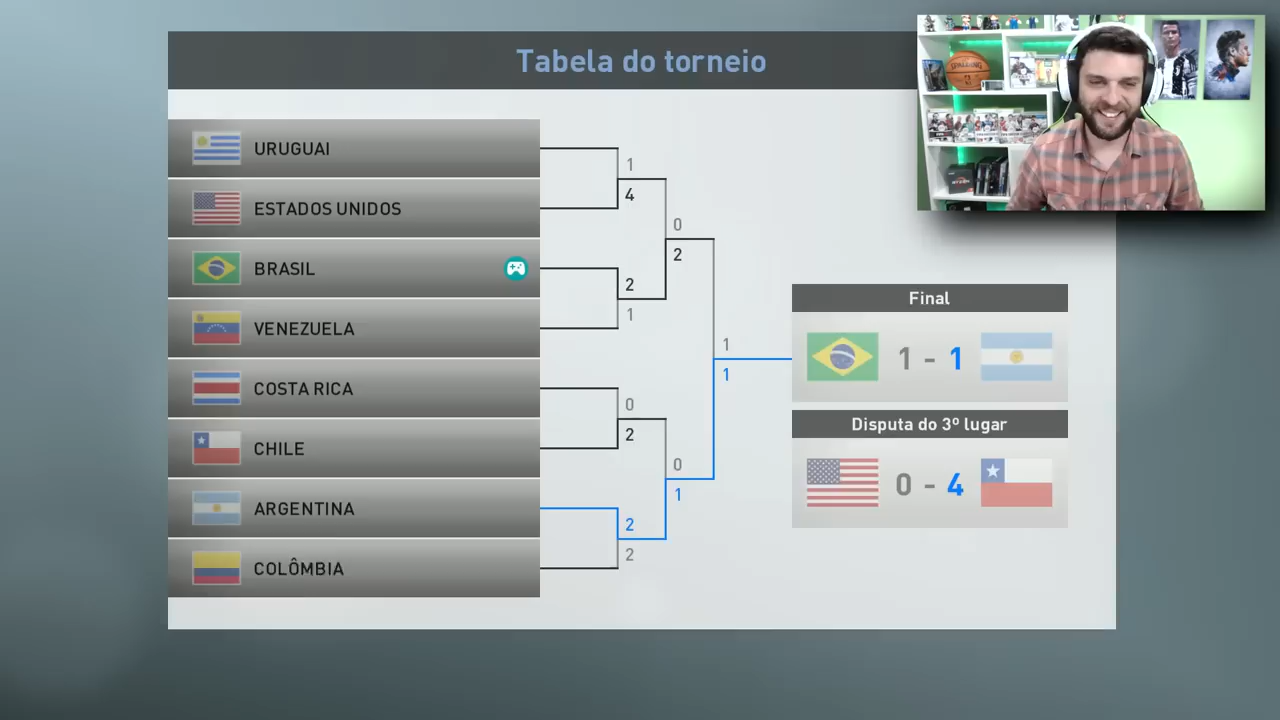 Tabela do torneio
URUGUAI
ESTADOS UNIDOS
BRASIL
VENEZUELA
COSTA RICA
CHILE
ARGENTINA
COLÔMBIA
1
4
2
1
0
2
2
2
0
2
0
1
1
1
Final
1 - 1
Disputa do 3º lugar
0 - 4
SPALDING